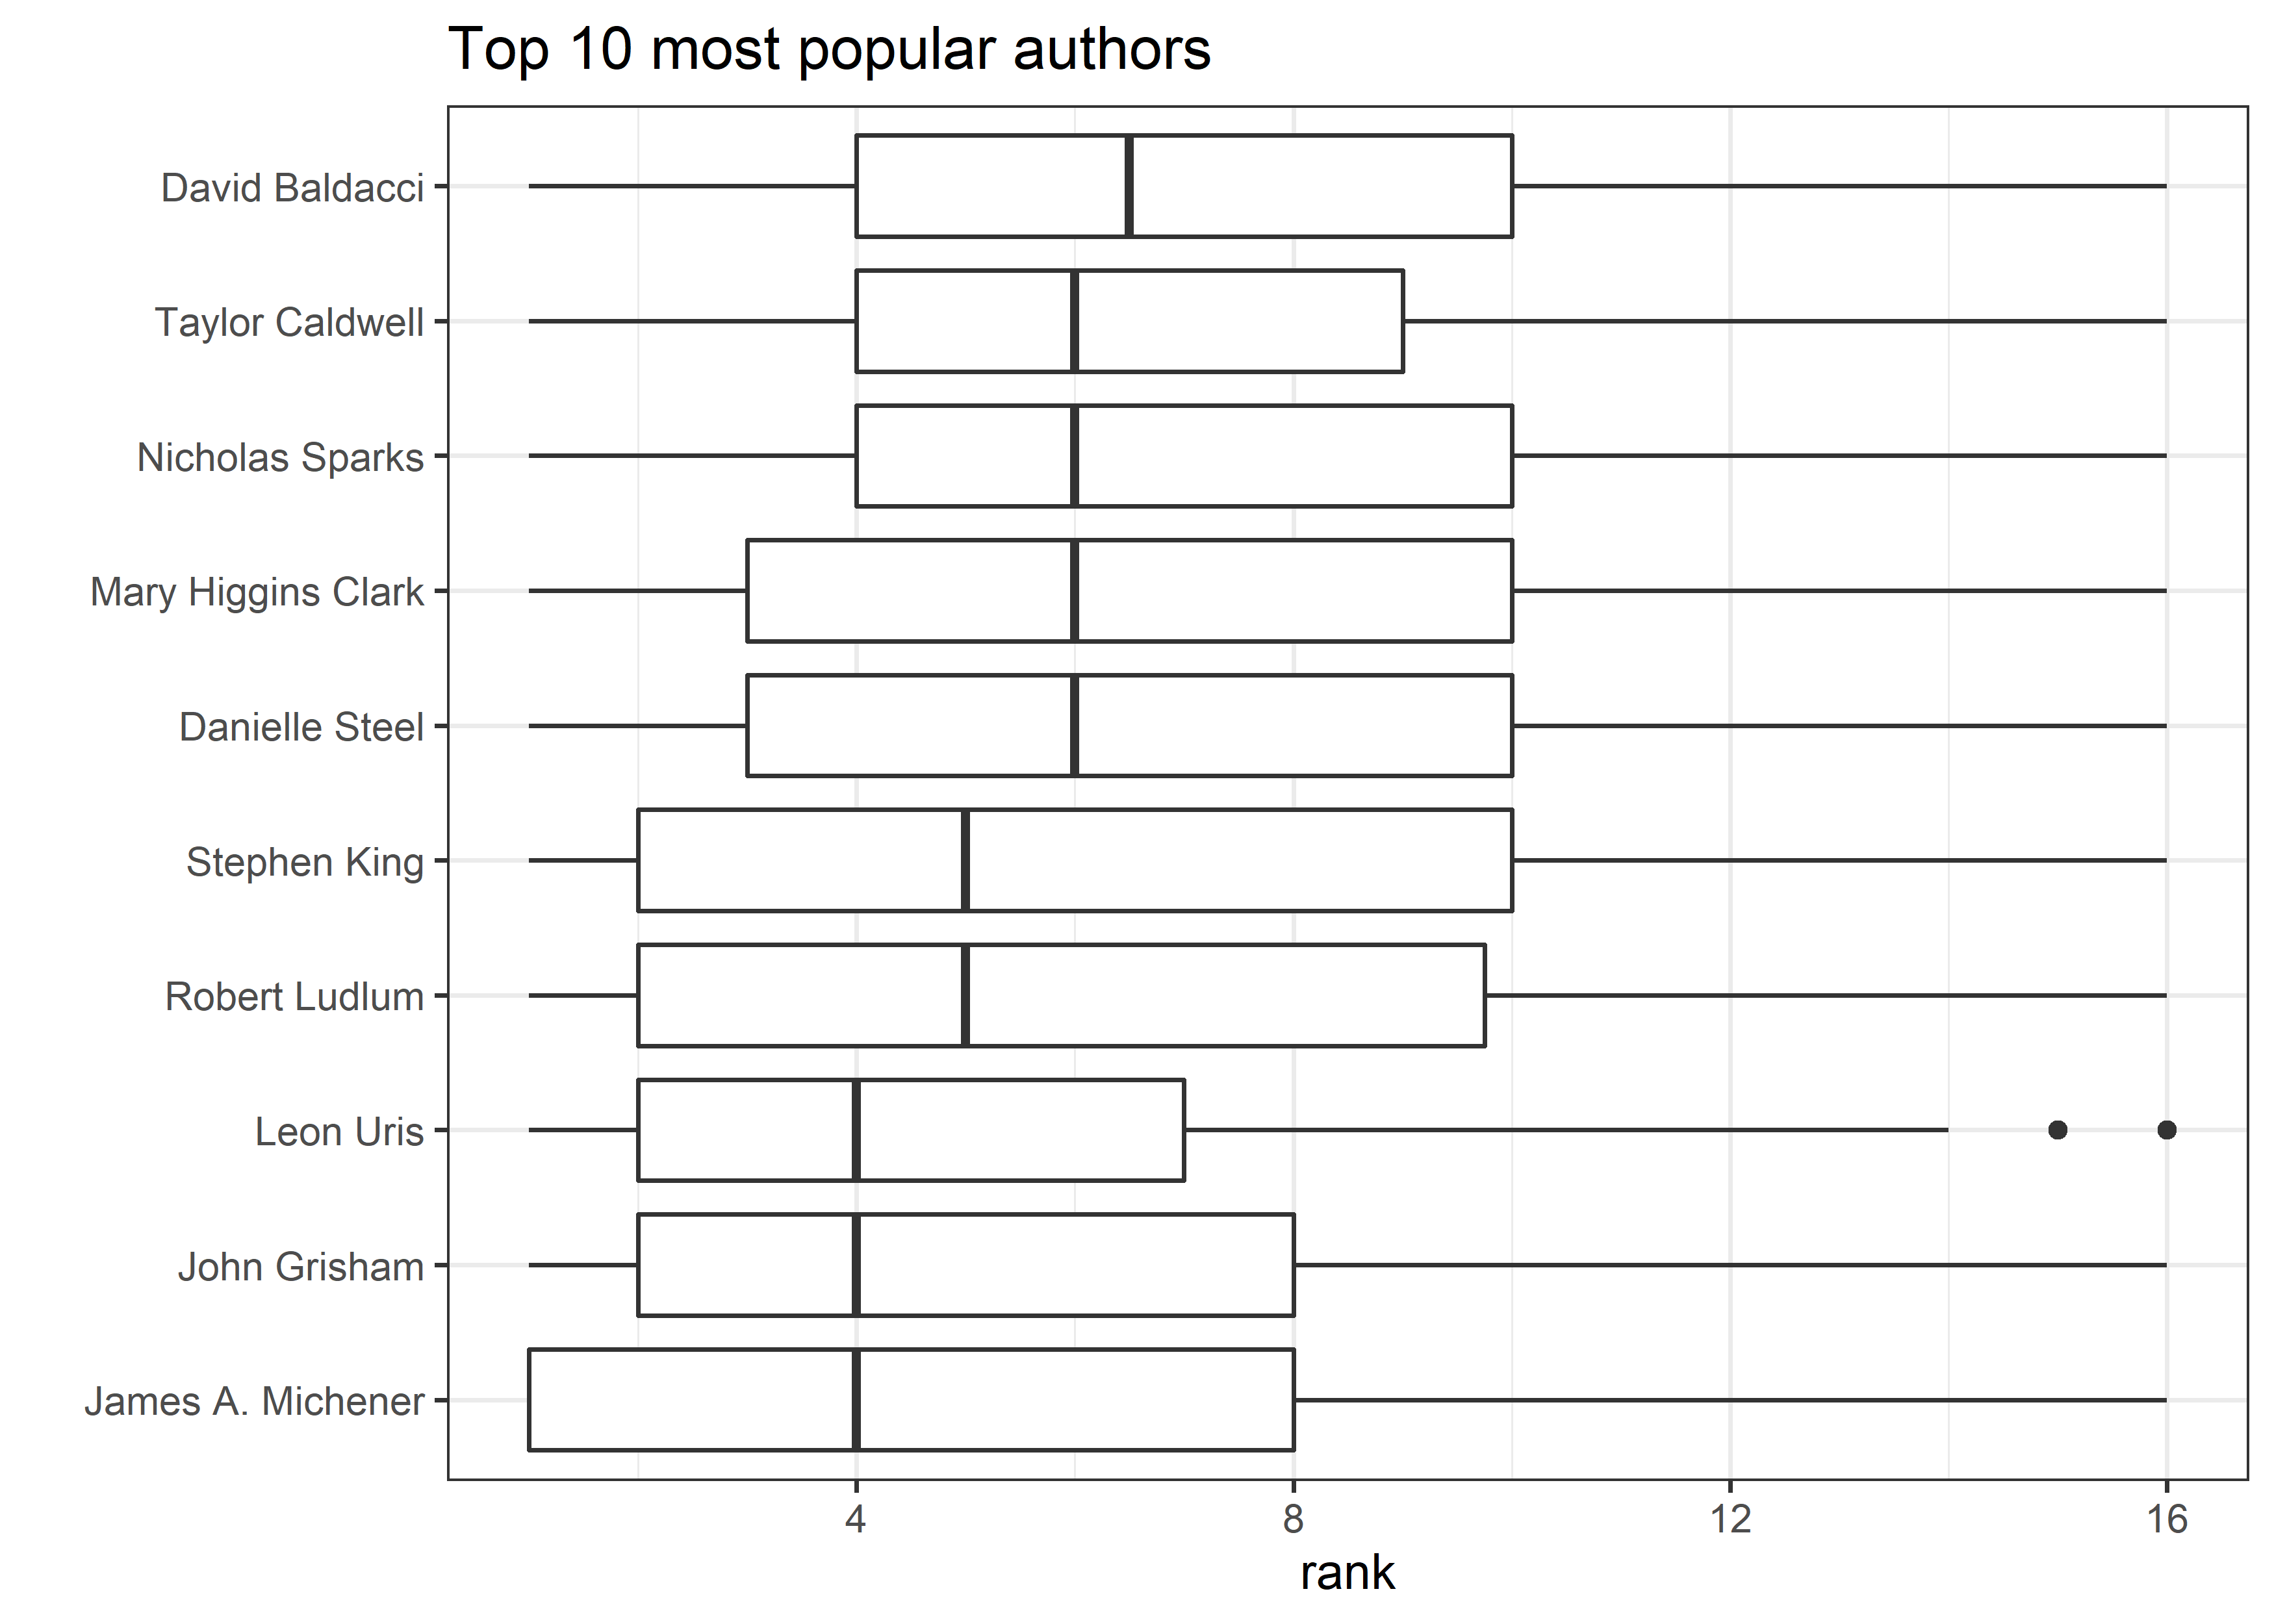 Top 10 most popular authors
David Baldacci
Taylor Caldwell
Nicholas Sparks
Mary Higgins Clark
Danielle Steel
Stephen King
Robert Ludlum
Leon Uris
John Grisham
James A. Michener
4 8 12 16
rank